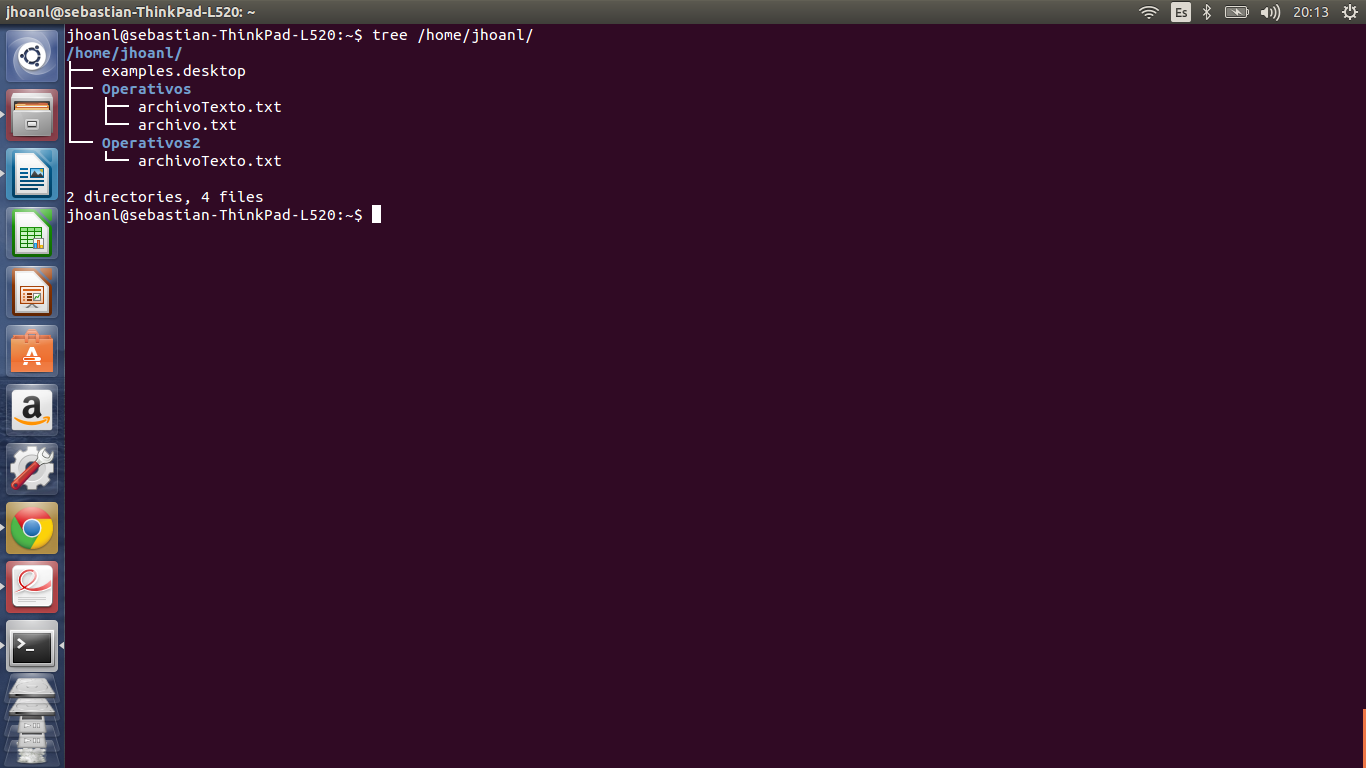 jhoanl@sebastian-ThinkPad-L520: ~
Es
20:13
jhoanl@sebastian-ThinkPad-L520:~$ tree /home/jhoanl/
/home/jhoanl/
├── examples.desktop
├── Operativos
│   ├── archivoTexto.txt
│   └── archivo.txt
└── Operativos2
    └── archivoTexto.txt
2 directories, 4 files
jhoanl@sebastian-ThinkPad-L520:~$